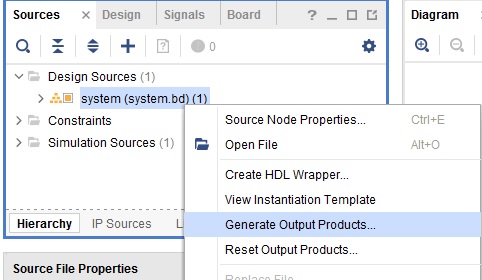 Sources × Design Signals Board ? Diagram
0
Design Sources (1)
system (system.bd) (1)
Constraints
Simulation Sources (1)
Source Node Properties... Ctrl+E
Open File Alt+O
Create HDL Wrapper...
View Instantiation Template
Generate Output Products...
Reset Output Products...
Replace File
Hierarchy IP Sources L
Source File Properties